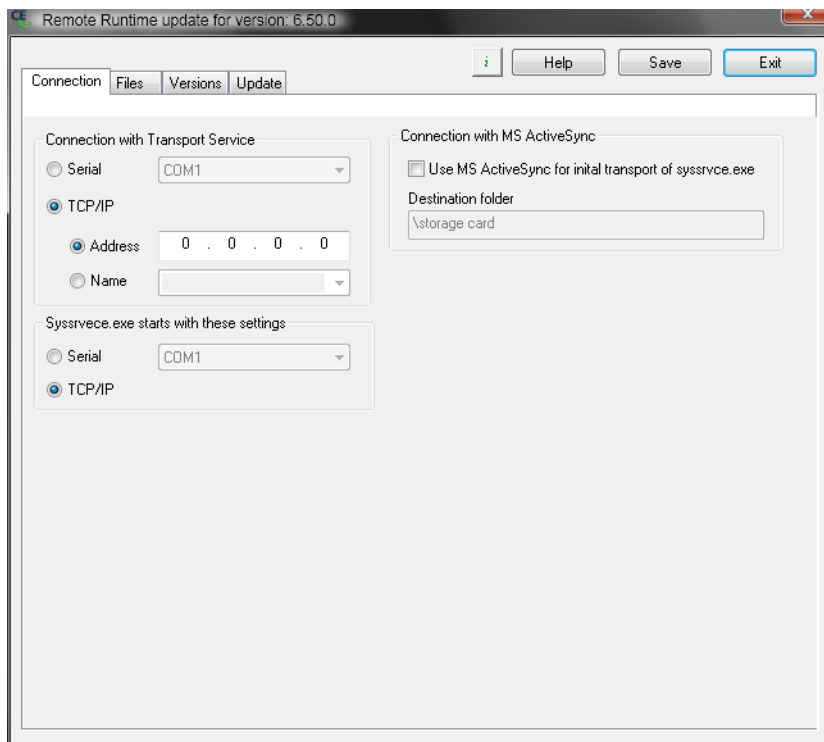 CE Remote Runtime update for version: 6.50.0
i Help Save Exit
Connection Files Versions Update
Connection with Transport Service
Serial COM1
TCP/IP
Address 0 . 0 . 0 . 0
Name
Syssrvece.exe starts with these settings
Serial COM1
TCP/IP
Connection with MS ActiveSync
Use MS ActiveSync for inital transport of syssrvce.exe
Destination folder
\storage card